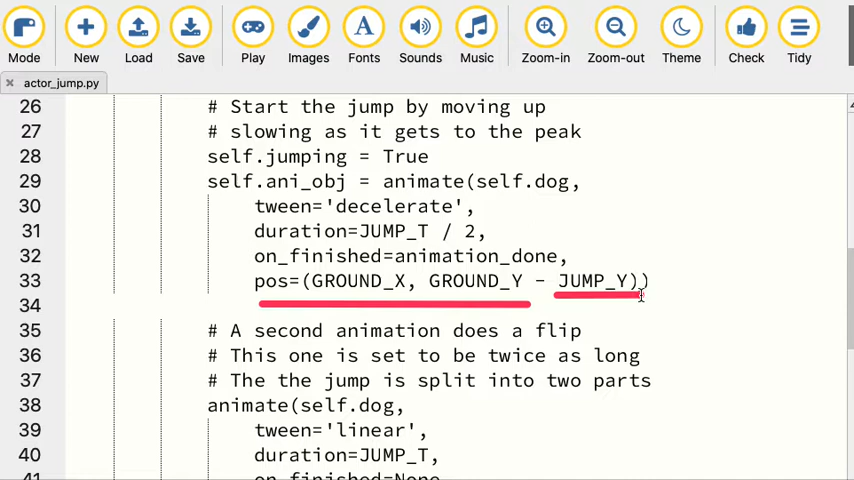 Mode New Load Save Play Images Fonts Sounds Music Zoom-in Zoom-out Theme Check Tidy
× actor_jump.py
26 # Start the jump by moving up
27 # slowing as it gets to the peak
28 self.jumping = True
29 self.ani_obj = animate(self.dog,
30 tween='decelerate',
31 duration=JUMP_T / 2,
32 on_finished=animation_done,
33 pos=(GROUND_X, GROUND_Y - JUMP_Y))
34
35 # A second animation does a flip
36 # This one is set to be twice as long
37 # The the jump is split into two parts
38 animate(self.dog,
39 tween='linear',
40 duration=JUMP_T,
41 on_finished=None